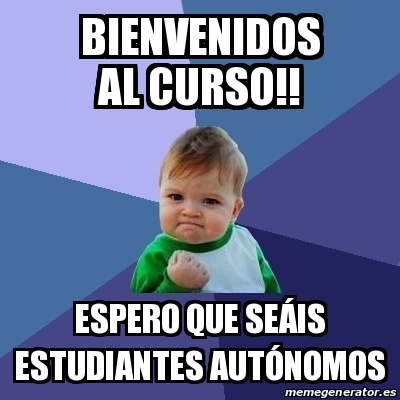 BIENVENIDOS
AL CURSO!!
ESPERO QUE SEÁIS
ESTUDIANTES AUTÓNOMOS
memegenerator.es